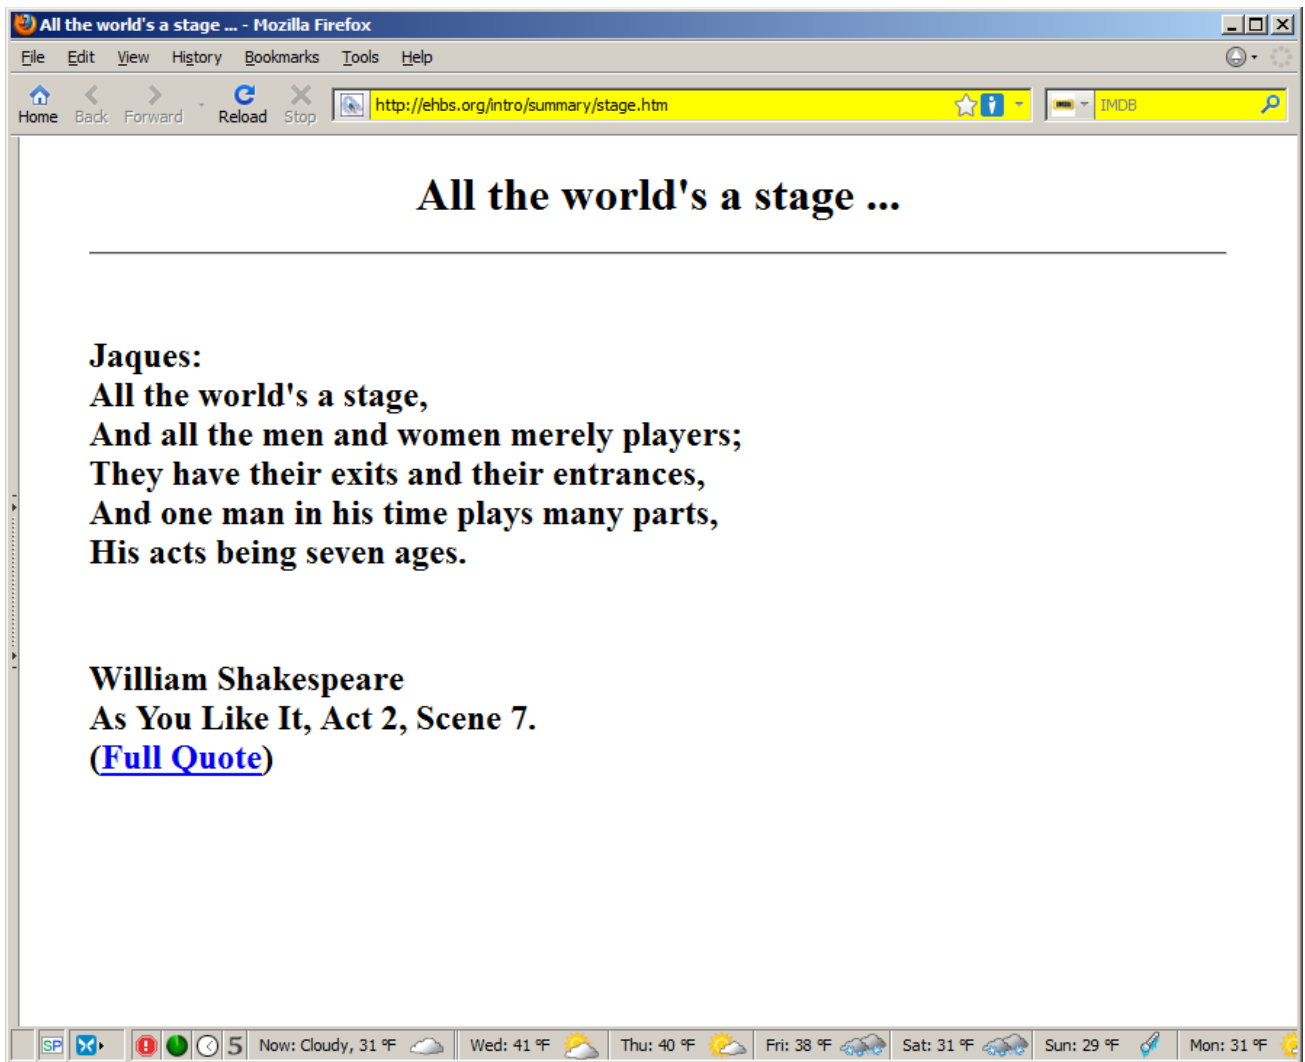 All the world's a stage ... - Mozilla Firefox
File Edit View History Bookmarks Tools Help
Home Back Forward Reload Stop http://ehbs.org/intro/summary/stage.htm IMDB
All the world's a stage ...
Jaques:
All the world's a stage,
And all the men and women merely players;
They have their exits and their entrances,
And one man in his time plays many parts,
His acts being seven ages.
William Shakespeare
As You Like It, Act 2, Scene 7.
(Full Quote)
SP 5 Now: Cloudy, 31 °F Wed: 41 °F Thu: 40 °F Fri: 38 °F Sat: 31 °F Sun: 29 °F Mon: 31 °F